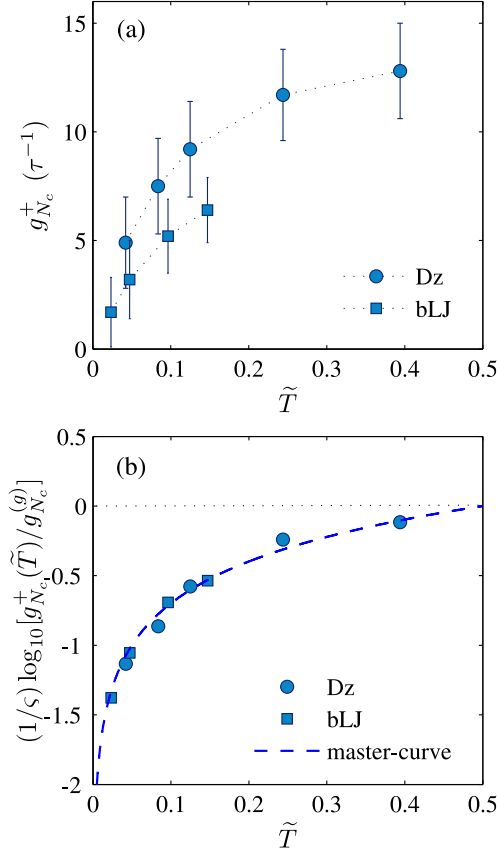 (a)
15
10
5
0
g⁺_{N_c} (τ⁻¹)
Dz
bLJ
0 0.1 0.2 0.3 0.4 0.5
T̃
(b)
0.5
0
-0.5
-1
-1.5
-2
(1/ς) log₁₀[g⁺_{N_c}(T̃)/g^{(g)}_{N_c}]
Dz
bLJ
master-curve
0 0.1 0.2 0.3 0.4 0.5
T̃